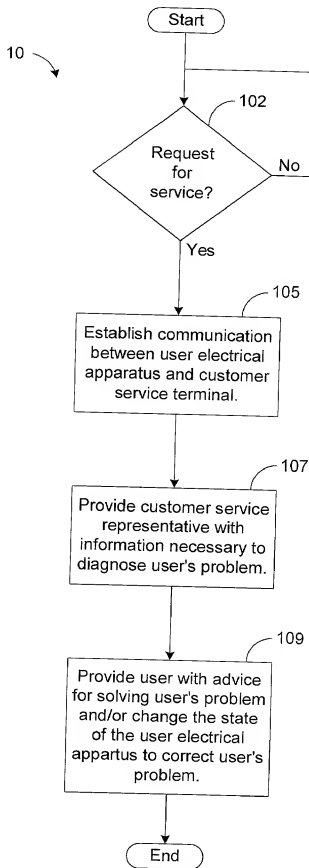 Start
10
102
Request
for
service?
No
Yes
105
Establish communication
between user electrical
apparatus and customer
service terminal.
107
Provide customer service
representative with
information necessary to
diagnose user's problem.
109
Provide user with advice
for solving user's problem
and/or change the state
of the user electrical
appartus to correct user's
problem.
End